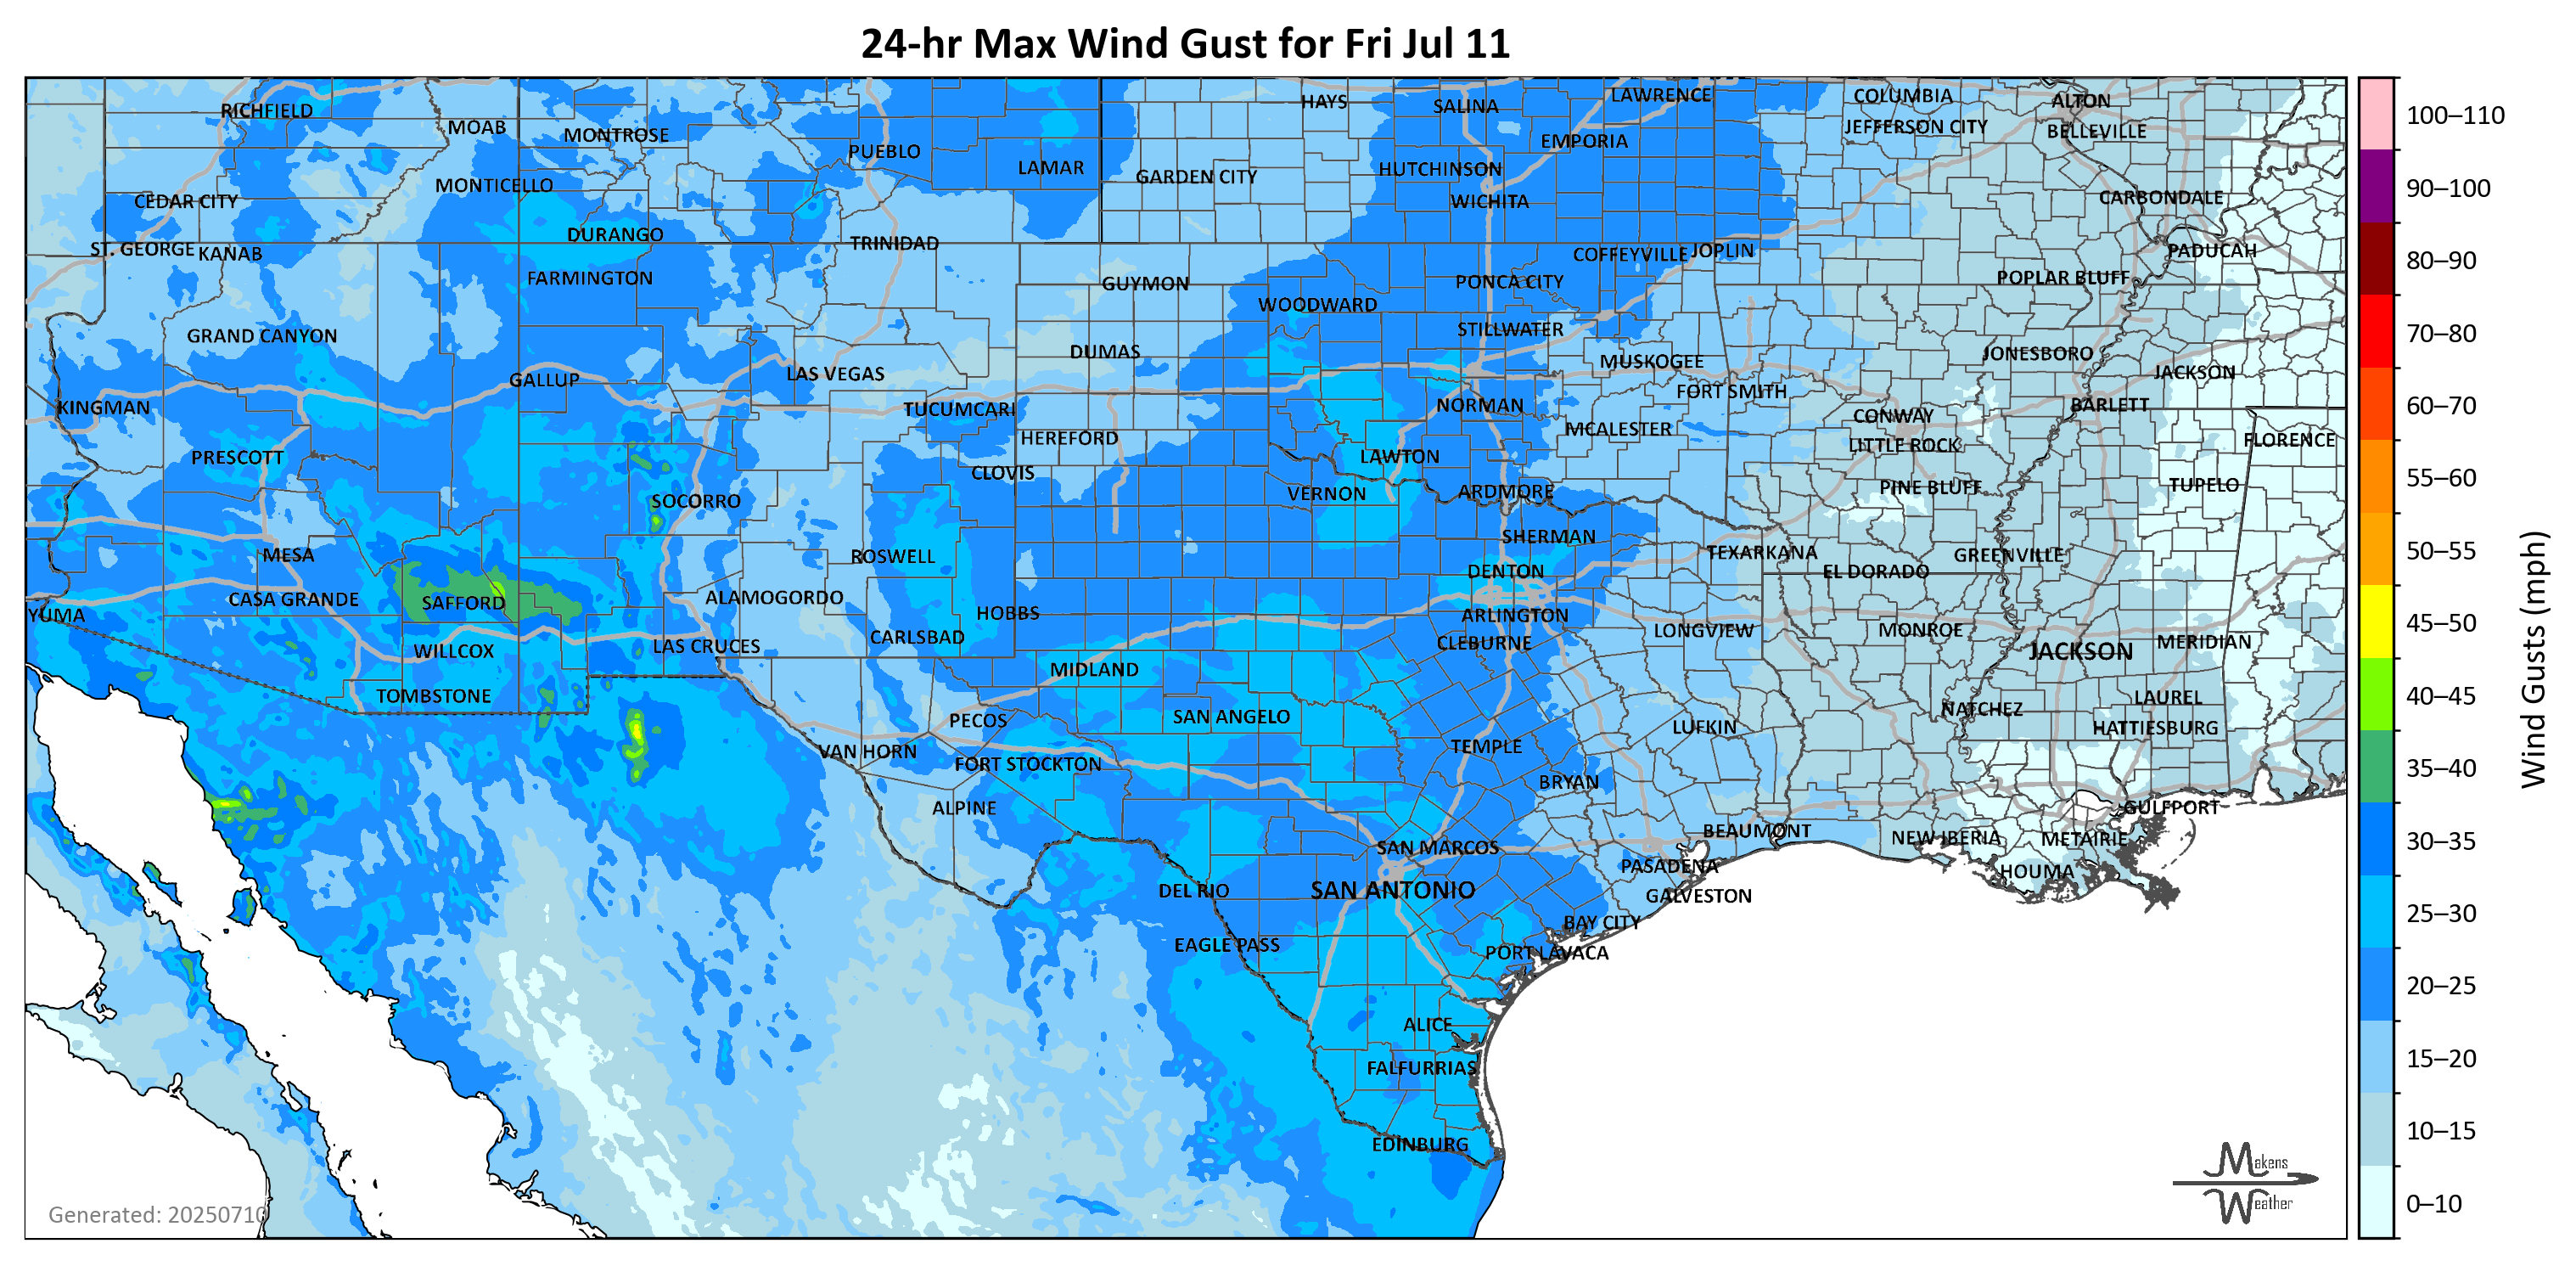 24-hr Max Wind Gust for Fri Jul 11
RICHFIELD
MOAB
MONTROSE
PUEBLO
LAMAR
HAYS
SALINA
LAWRENCE
COLUMBIA
ALTON
JEFFERSON CITY
BELLEVILLE
EMPORIA
GARDEN CITY
HUTCHINSON
MONTICELLO
CEDAR CITY
WICHITA
CARBONDALE
DURANGO
TRINIDAD
ST. GEORGE
KANAB
COFFEYVILLE
JOPLIN
PADUCAH
FARMINGTON
GUYMON
PONCA CITY
POPLAR BLUFF
WOODWARD
GRAND CANYON
STILLWATER
DUMAS
MUSKOGEE
JONESBORO
GALLUP
LAS VEGAS
FORT SMITH
JACKSON
KINGMAN
TUCUMCARI
NORMAN
CONWAY
BARLETT
HEREFORD
MCALESTER
LITTLE ROCK
FLORENCE
PRESCOTT
CLOVIS
LAWTON
SOCORRO
VERNON
ARDMORE
PINE BLUFF
TUPELO
MESA
ROSWELL
SHERMAN
TEXARKANA
GREENVILLE
DENTON
EL DORADO
YUMA
CASA GRANDE
SAFFORD
ALAMOGORDO
HOBBS
ARLINGTON
WILLCOX
LAS CRUCES
CARLSBAD
CLEBURNE
LONGVIEW
MONROE
JACKSON
MERIDIAN
TOMBSTONE
MIDLAND
LAUREL
PECOS
SAN ANGELO
LUFKIN
NATCHEZ
HATTIESBURG
VAN HORN
FORT STOCKTON
TEMPLE
BRYAN
ALPINE
GULFPORT
SAN MARCOS
BEAUMONT
NEW IBERIA
METAIRIE
DEL RIO
SAN ANTONIO
PASADENA
GALVESTON
HOUMA
EAGLE PASS
BAY CITY
PORT LAVACA
ALICE
FALFURRIAS
EDINBURG
Generated: 20250710
Makens
Weather
100–110
90–100
80–90
70–80
60–70
55–60
50–55
45–50
40–45
35–40
30–35
25–30
20–25
15–20
10–15
0–10
Wind Gusts (mph)